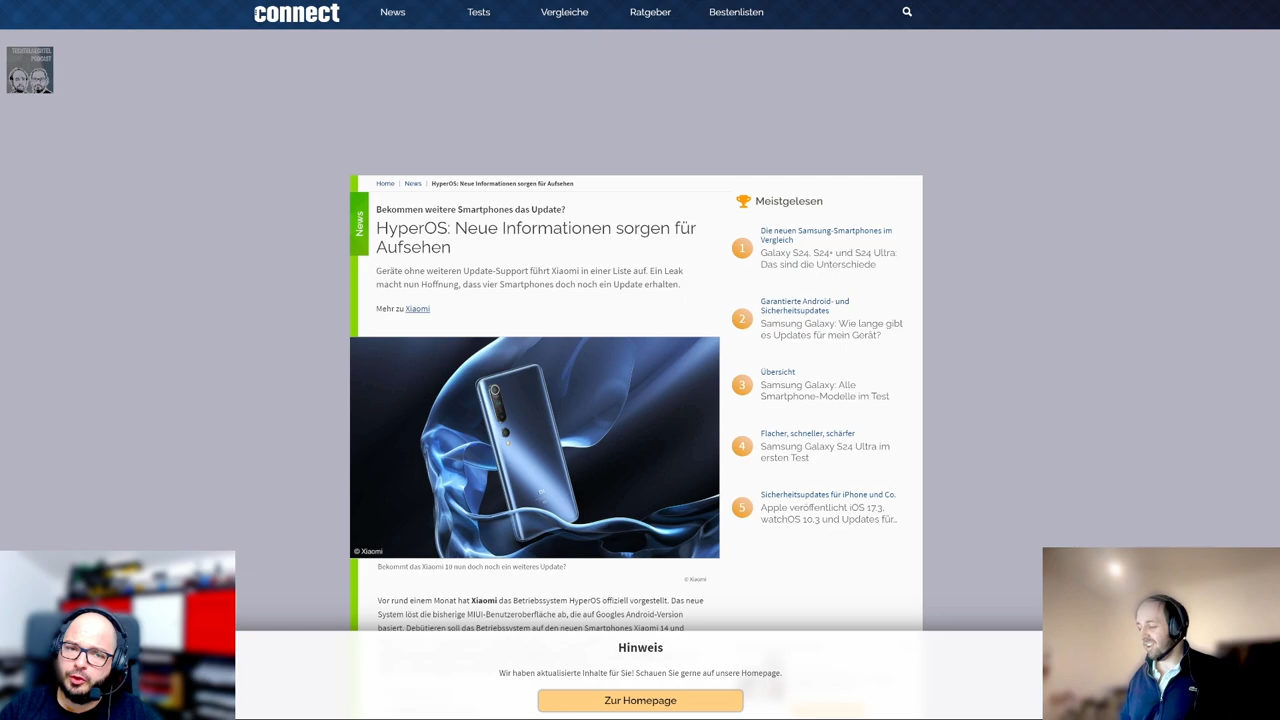 connect
News
Tests
Vergleiche
Ratgeber
Bestenlisten
TECHTELMECHTEL
PODCAST
Home | News | HyperOS: Neue Informationen sorgen für Aufsehen
News
Bekommen weitere Smartphones das Update?
HyperOS: Neue Informationen sorgen für
Aufsehen
Geräte ohne weiteren Update-Support führt Xiaomi in einer Liste auf. Ein Leak
macht nun Hoffnung, dass vier Smartphones doch noch ein Update erhalten.
Mehr zu Xiaomi
© Xiaomi
Bekommt das Xiaomi 10 nun doch noch ein weiteres Update?
© Xiaomi
Vor rund einem Monat hat Xiaomi das Betriebssystem HyperOS offiziell vorgestellt. Das neue
System löst die bisherige MIUI-Benutzeroberfläche ab, die auf Googles Android-Version
basiert. Debütieren soll das Betriebssystem auf den neuen Smartphones Xiaomi 14 und
Meistgelesen
1
Die neuen Samsung-Smartphones im
Vergleich
Galaxy S24, S24+ und S24 Ultra:
Das sind die Unterschiede
2
Garantierte Android- und
Sicherheitsupdates
Samsung Galaxy: Wie lange gibt
es Updates für mein Gerät?
3
Übersicht
Samsung Galaxy: Alle
Smartphone-Modelle im Test
4
Flacher, schneller, schärfer
Samsung Galaxy S24 Ultra im
ersten Test
5
Sicherheitsupdates für iPhone und Co.
Apple veröffentlicht iOS 17.3,
watchOS 10.3 und Updates für…
Hinweis
Wir haben aktualisierte Inhalte für Sie! Schauen Sie gerne auf unsere Homepage.
Zur Homepage